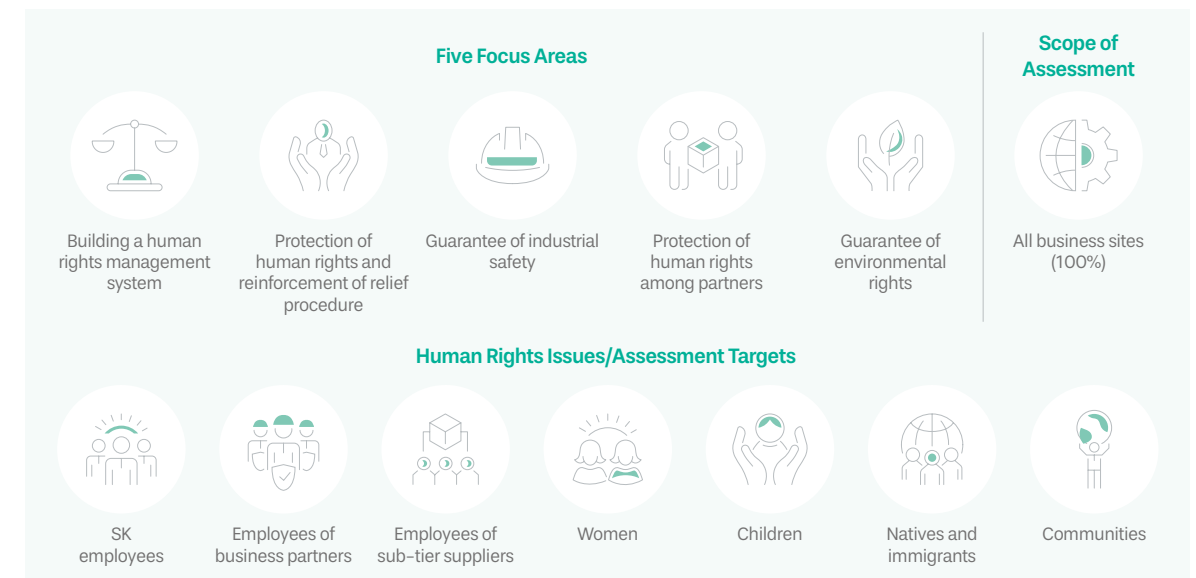 Five Focus Areas
Scope of
Assessment
Building a human
rights management
system
Protection of
human rights and
reinforcement of relief
procedure
Guarantee of industrial
safety
Protection of
human rights
among partners
Guarantee of
environmental
rights
All business sites
(100%)
Human Rights Issues/Assessment Targets
SK
employees
Employees of
business partners
Employees of
sub-tier suppliers
Women
Children
Natives and
immigrants
Communities